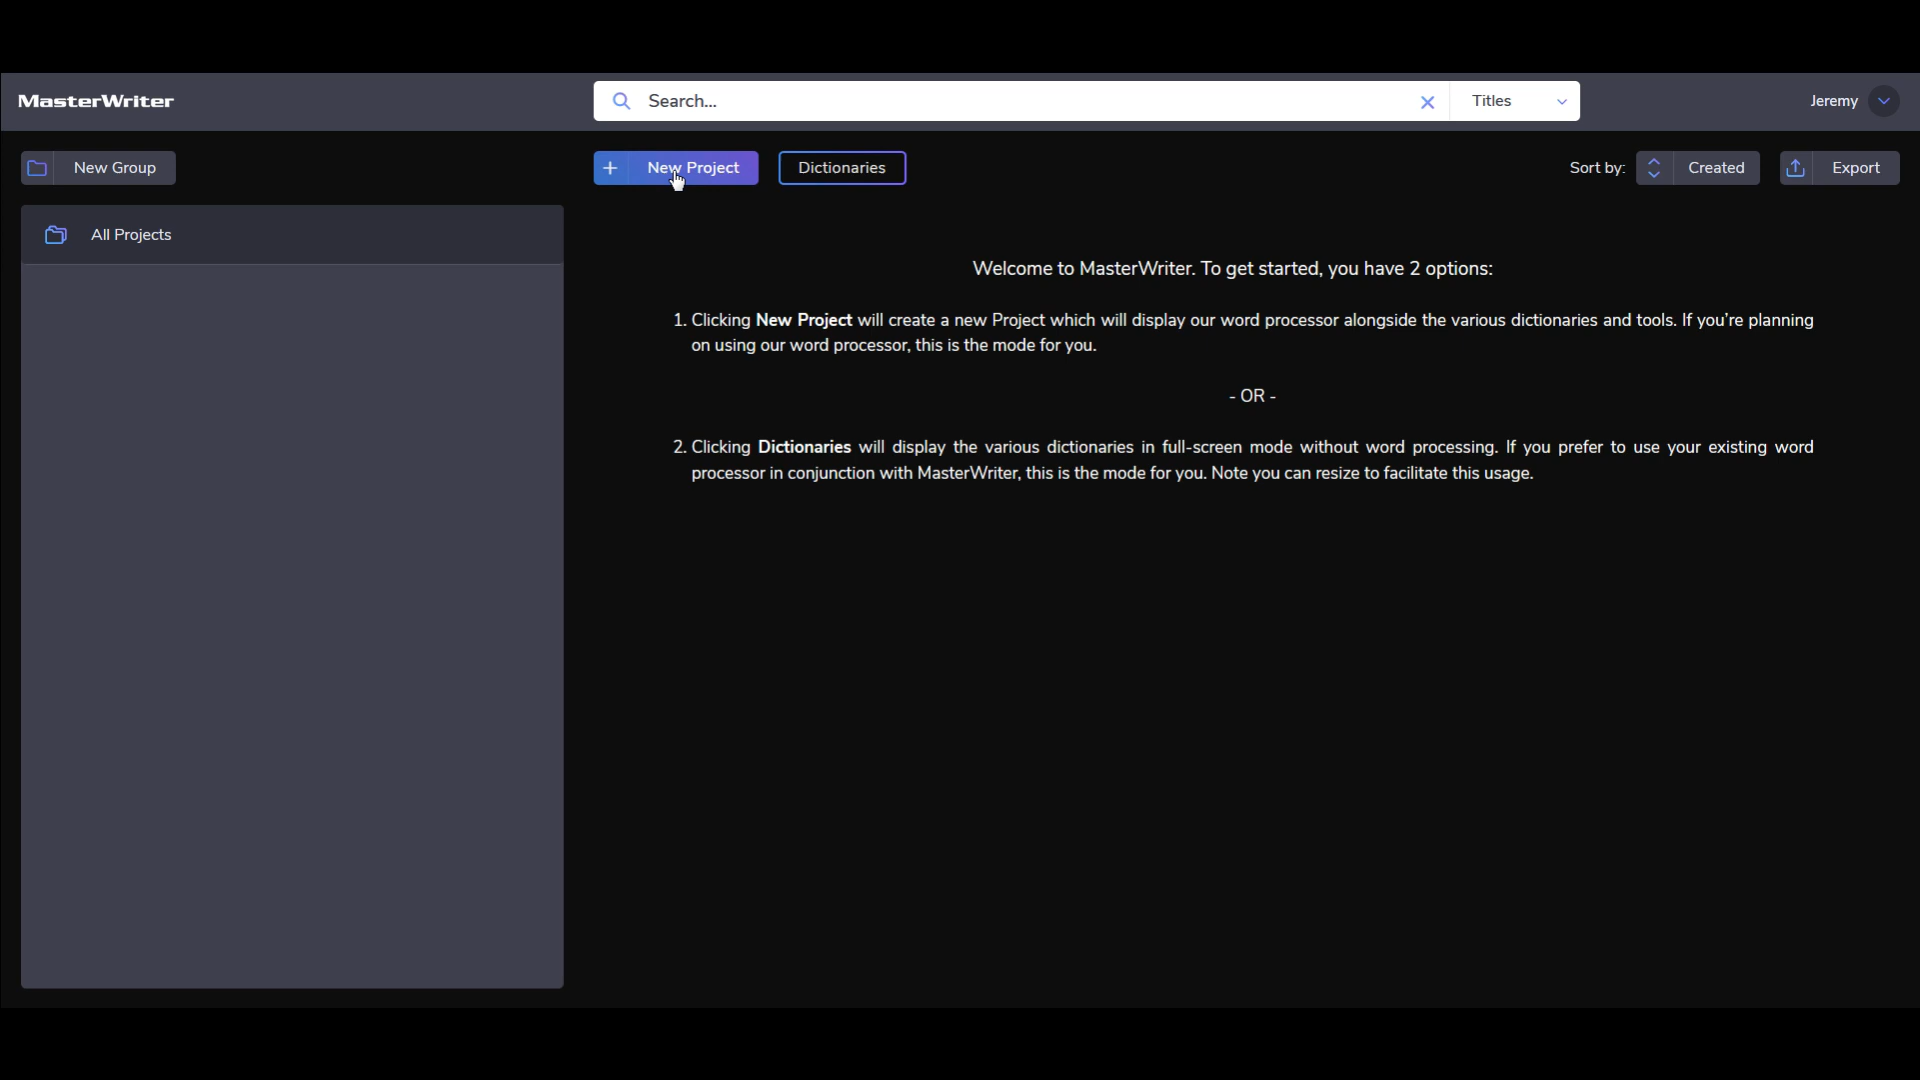 MasterWriter
Search...
Titles
Jeremy
New Group
New Project
Dictionaries
Sort by:
Created
Export
All Projects
Welcome to MasterWriter. To get started, you have 2 options:
1. Clicking New Project will create a new Project which will display our word processor alongside the various dictionaries and tools. If you're planning
on using our word processor, this is the mode for you.
- OR -
2. Clicking Dictionaries will display the various dictionaries in full-screen mode without word processing. If you prefer to use your existing word
processor in conjunction with MasterWriter, this is the mode for you. Note you can resize to facilitate this usage.